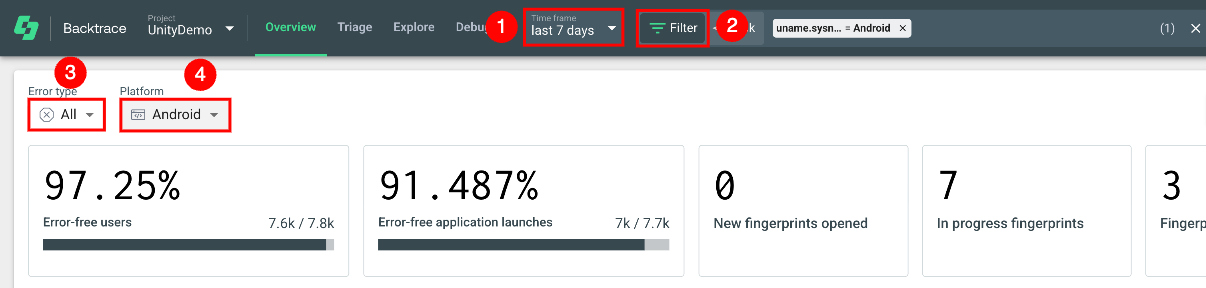 Backtrace
Project
UnityDemo
Overview
Triage
Explore
1
Time frame
last 7 days
Filter
2
uname.sysn... = Android
(1)
3
4
Error type
All
Platform
Android
97.25%
Error-free users
7.6k / 7.8k
91.487%
Error-free application launches
7k / 7.7k
0
New fingerprints opened
7
In progress fingerprints
3